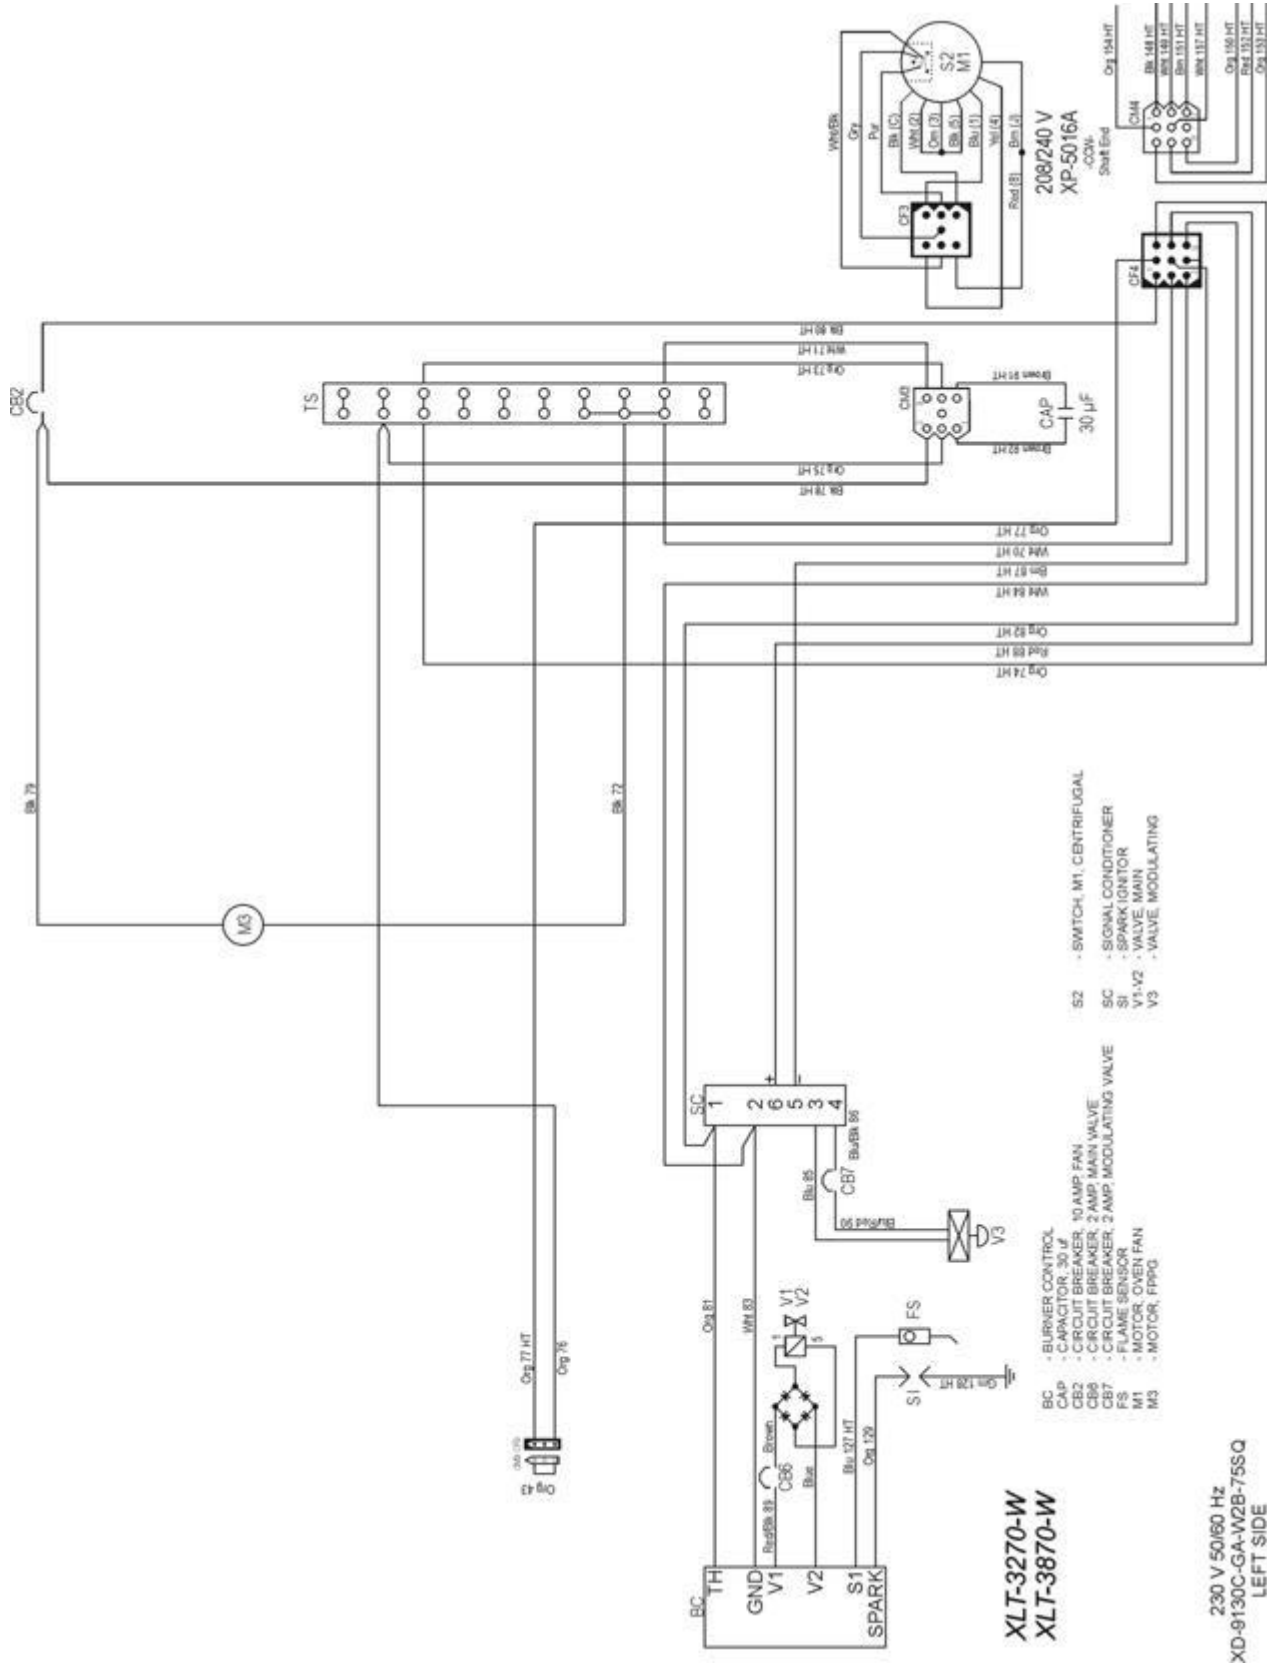 CB2
Blk 79
M3
Blk 72
TS
Blk 80 HT
Wht 71 HT
Org 73 HT
Org 75 HT
Blk 78 HT
CM3
Brown 91 HT
Brown 92 HT
CAP
30 µF
Wht/Blk
Gry
Pur
Blk (C)
Wht (2)
Orn (3)
Blk (5)
Blu (1)
Yel (4)
Brn (J)
Red (8)
CF3
S2
M1
208/240 V
XP-5016A
-CCW-
Shaft End
Org 154 HT
Blk 148 HT
Wht 149 HT
Brn 151 HT
Wht 157 HT
Org 150 HT
Red 152 HT
Org 153 HT
CM4
CF4
Org 77 HT
Wht 70 HT
Brn 87 HT
Wht 84 HT
Org 82 HT
Red 88 HT
Org 74 HT
Org 77 HT
Org 76
Org 43
SC
1
2
6 +
5 -
3
4
Blu/Blk 86
Blu 85
CB7
Blu/Red 90
V3
Org 81
Wht 83
BC
TH
GND
V1
V2
S1
SPARK
Red/Blk 89
CB6
Brown
Blue
1
5
V1
V2
Blu 127 HT
Org 129
FS
SI
Grn 128 HT
BC - BURNER CONTROL
CAP - CAPACITOR, 30 uf
CB2 - CIRCUIT BREAKER, 10 AMP, FAN
CB6 - CIRCUIT BREAKER, 2 AMP, MAIN VALVE
CB7 - CIRCUIT BREAKER, 2 AMP, MODULATING VALVE
FS - FLAME SENSOR
M1 - MOTOR, OVEN FAN
M3 - MOTOR, FPPG
S2 - SWITCH, M1, CENTRIFUGAL
SC - SIGNAL CONDITIONER
SI - SPARK IGNITOR
V1-V2 - VALVE, MAIN
V3 - VALVE, MODULATING
XLT-3270-W
XLT-3870-W
230 V 50/60 Hz
XD-9130C-GA-W2B-75SQ
LEFT SIDE